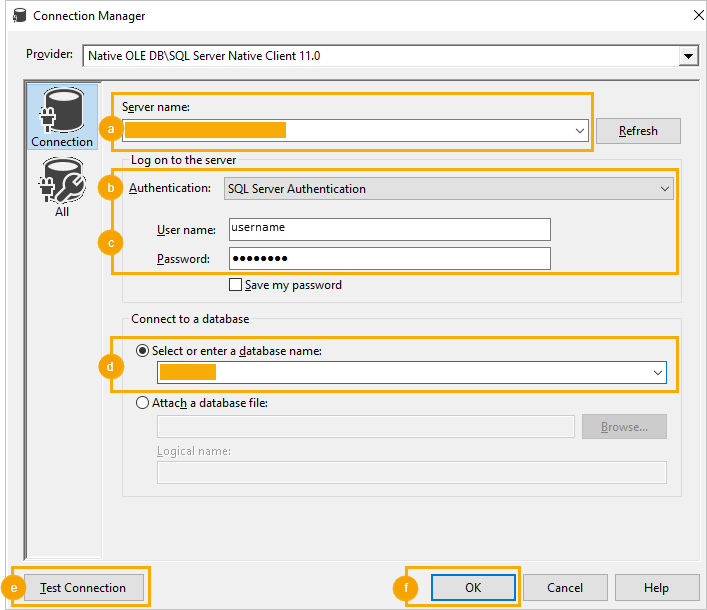 Connection Manager
Provider: Native OLE DB\SQL Server Native Client 11.0
Connection
All
Server name:
a
Refresh
Log on to the server
b Authentication: SQL Server Authentication
User name: username
c
Password: ●●●●●●●●
Save my password
Connect to a database
Select or enter a database name:
d
Attach a database file:
Browse...
Logical name:
e Test Connection f OK Cancel Help